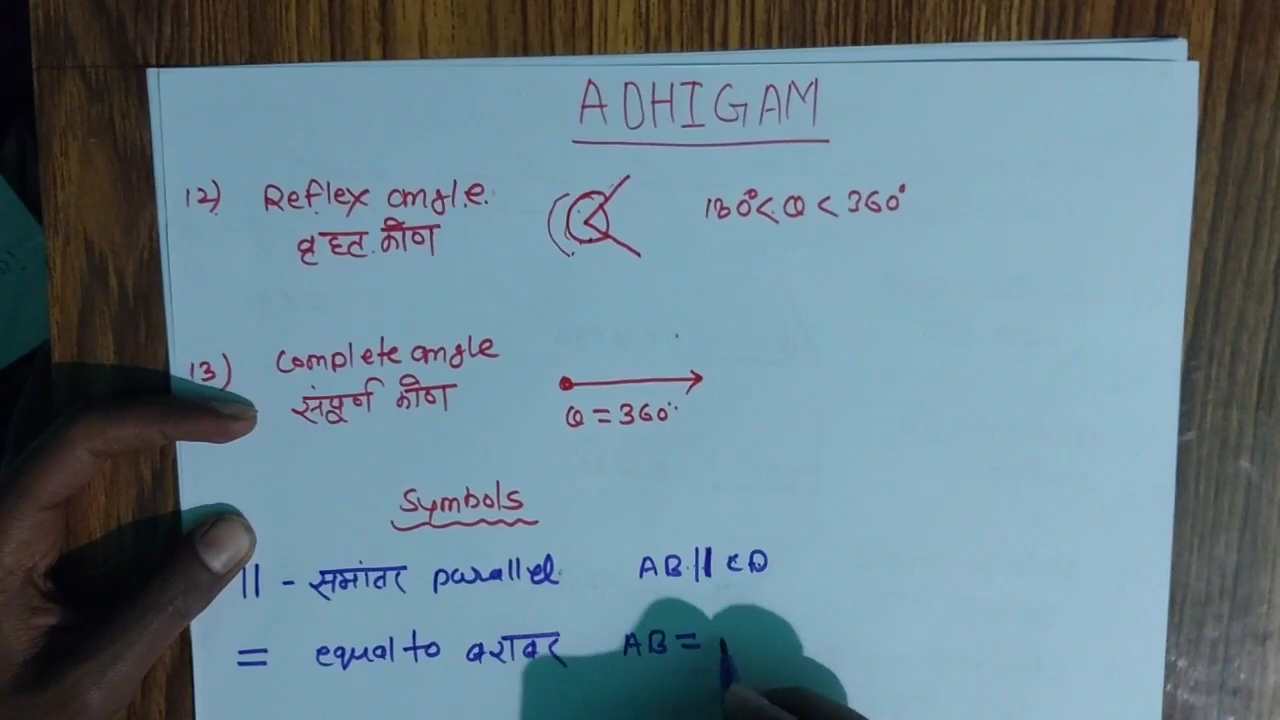 ADHIGAM
12) Reflex angle. 180°< θ < 360°
वृहत कोण
13) Complete angle
संपूर्ण कोण
θ = 360°
Symbols
|| - समांतर parallel AB || CD
= equal to बराबर AB =